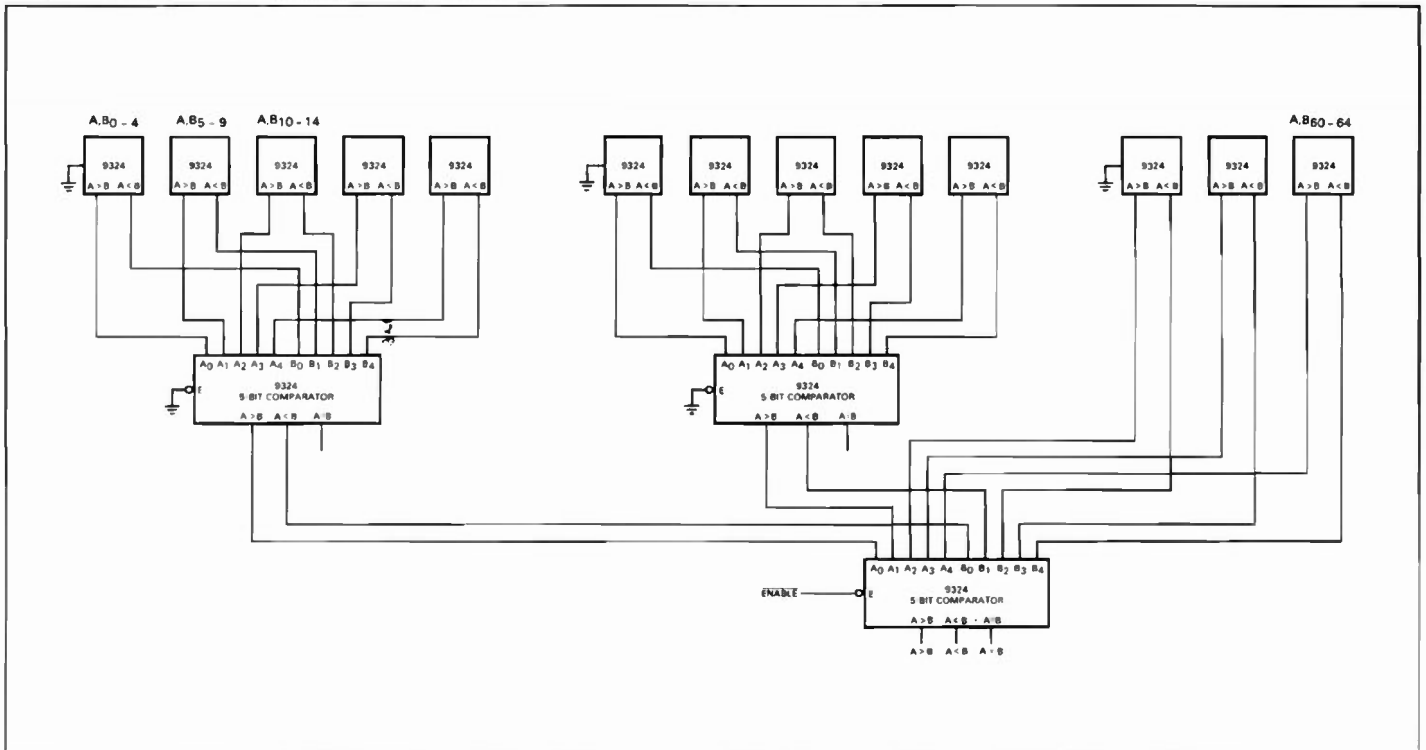 A,B0 - 4 A,B5 - 9 A,B10 - 14 A,B60 - 64
9324 9324 9324 9324 9324 9324 9324 9324 9324 9324 9324 9324 9324
A>B A<B A>B A<B A>B A<B A>B A<B A>B A<B A>B A<B A>B A<B A>B A<B A>B A<B A>B A<B A>B A<B A>B A<B A>B A<B
A0 A1 A2 A3 A4 B0 B1 B2 B3 B4 A0 A1 A2 A3 A4 B0 B1 B2 B3 B4
E 9324 E 9324
5-BIT COMPARATOR 5-BIT COMPARATOR
A>B A<B A=B A>B A<B A=B
A0 A1 A2 A3 A4 B0 B1 B2 B3 B4
ENABLE E 9324
5-BIT COMPARATOR
A>B A<B A=B
A>B A<B A=B